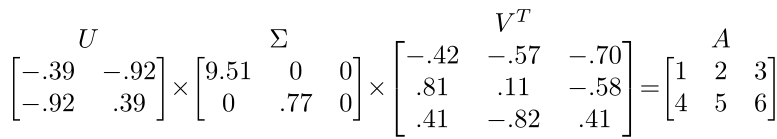 U Σ V^T A
[-.39 -.92] × [9.51 0 0] × [-.42 -.57 -.70] = [1 2 3]
[-.92 .39] [0 .77 0] [.81 .11 -.58] [4 5 6]
[.41 -.82 .41]